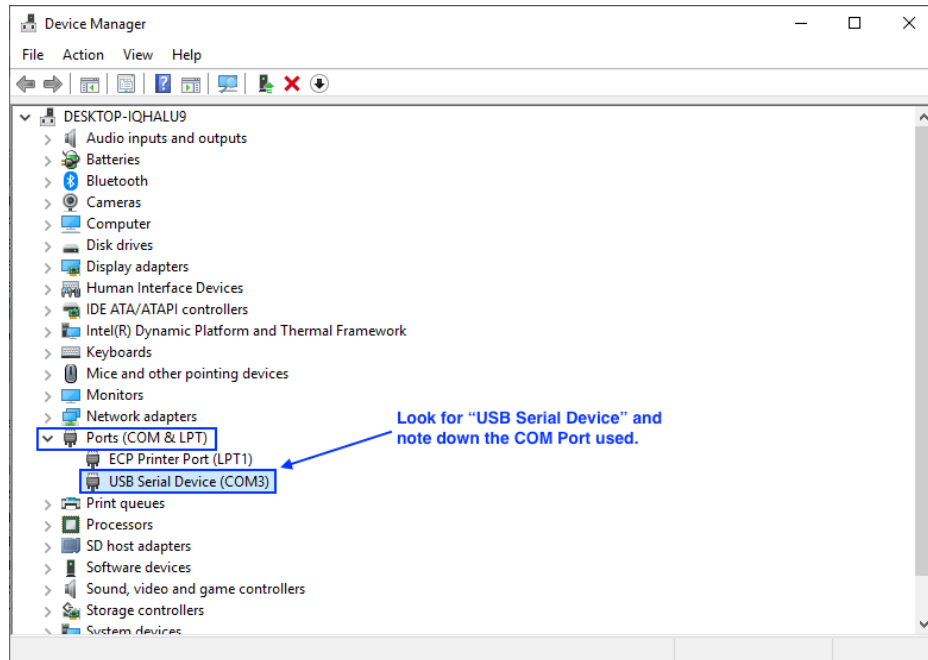 Device Manager
File Action View Help
DESKTOP-IQHALU9
Audio inputs and outputs
Batteries
Bluetooth
Cameras
Computer
Disk drives
Display adapters
Human Interface Devices
IDE ATA/ATAPI controllers
Intel(R) Dynamic Platform and Thermal Framework
Keyboards
Mice and other pointing devices
Monitors
Network adapters
Look for “USB Serial Device” and
note down the COM Port used.
Ports (COM & LPT)
ECP Printer Port (LPT1)
USB Serial Device (COM3)
Print queues
Processors
SD host adapters
Software devices
Sound, video and game controllers
Storage controllers
System devices